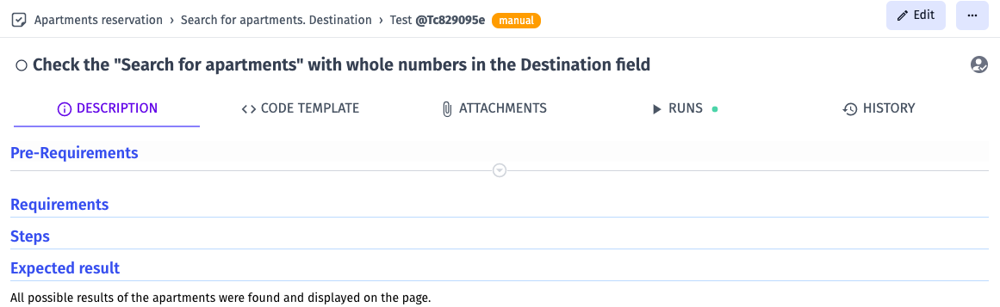 Apartments reservation › Search for apartments. Destination › Test @Tc829095e manual
Edit ...
Check the "Search for apartments" with whole numbers in the Destination field
DESCRIPTION <> CODE TEMPLATE ATTACHMENTS RUNS HISTORY
Pre-Requirements
Requirements
Steps
Expected result
All possible results of the apartments were found and displayed on the page.